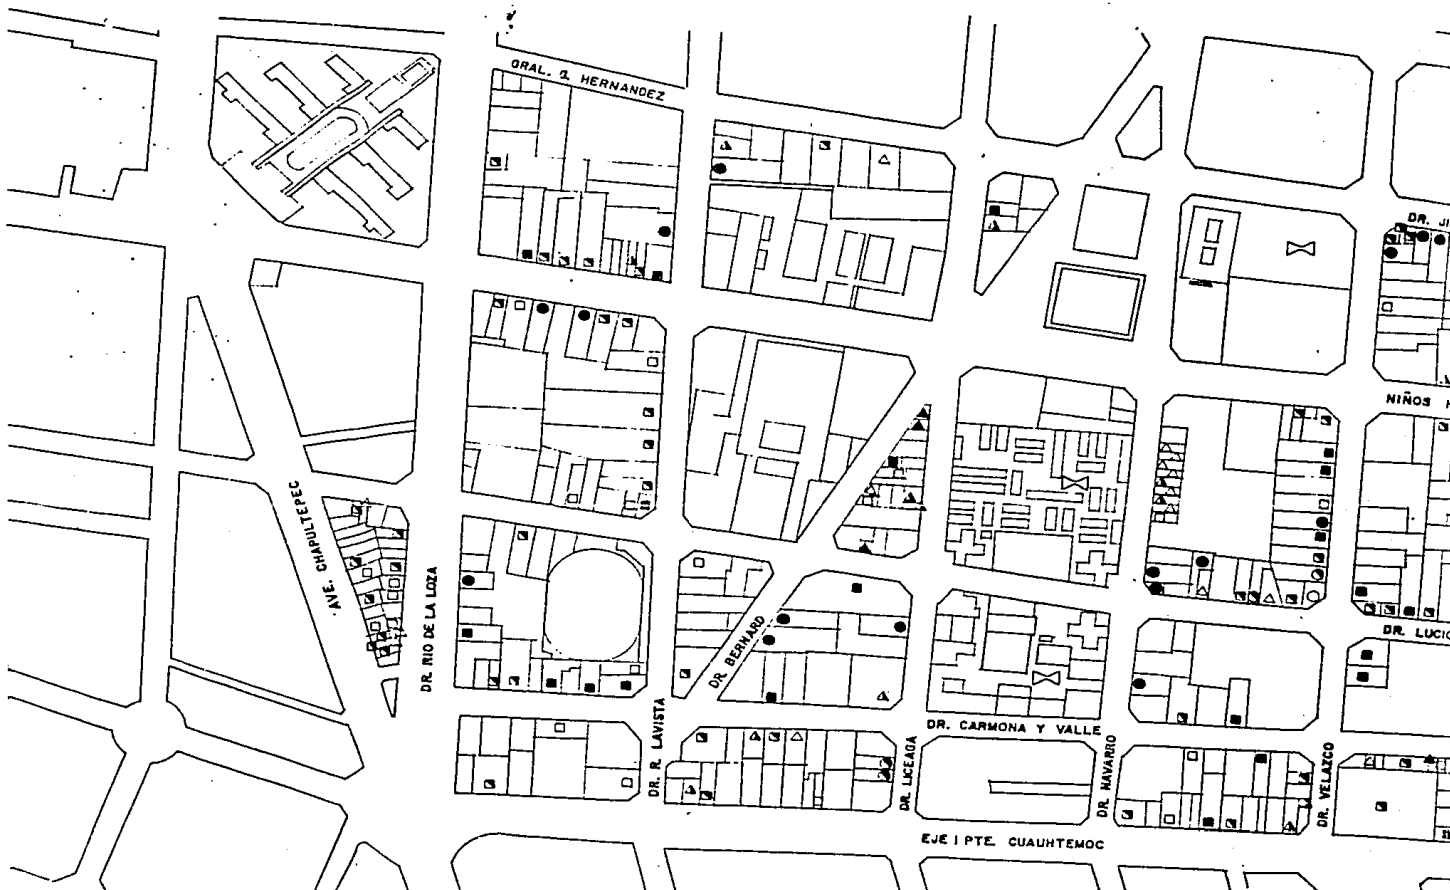 GRAL. G. HERNANDEZ
DR. JI
NIÑOS H
AVE. CHAPULTEPEC
DR. RIO DE LA LOZA
DR. BERNARD
DR. LUCIO
DR. R. LAVISTA
DR. CARMONA Y VALLE
DR. LICEAGA
DR. NAVARRO
DR. VELAZCO
EJE I PTE. CUAUHTEMOC